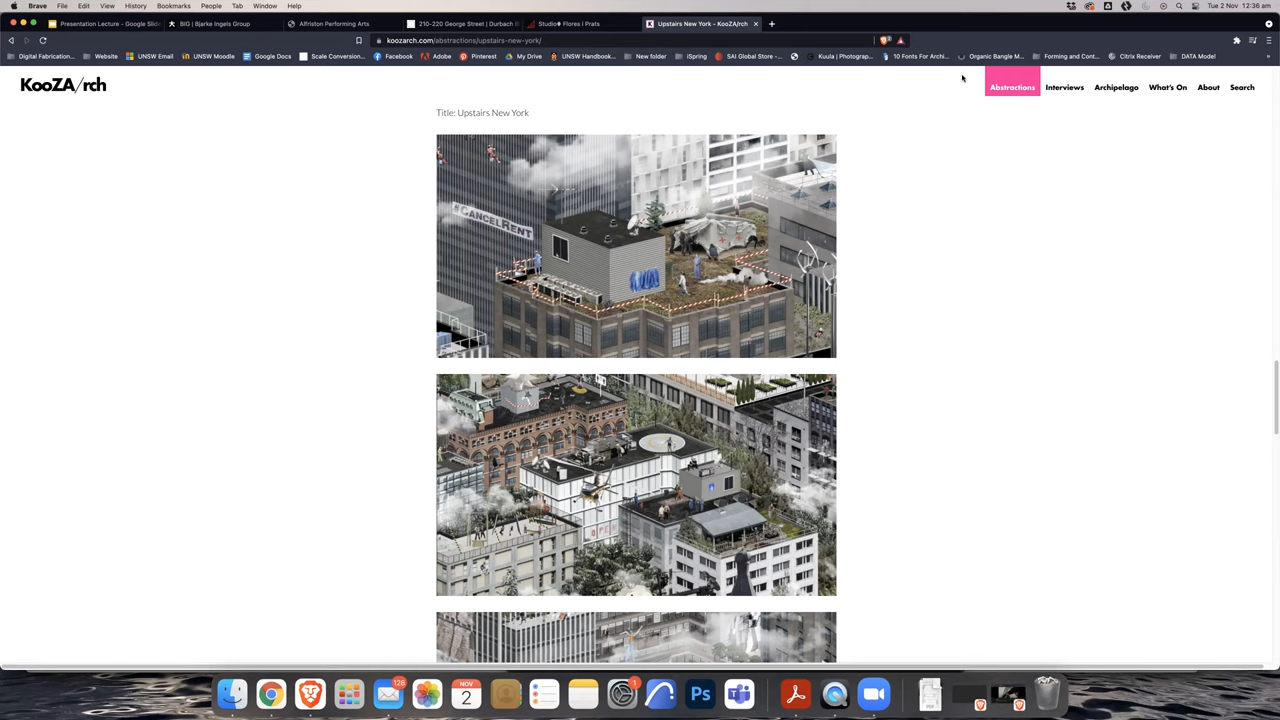 Brave File Edit View History Bookmarks People Tab Window Help
Tue 2 Nov 12:36 am
Presentation Lecture - Google Slid BIG | Bjarke Ingels Group Alfriston Performing Arts 210-220 George Street | Durbach B Studio Flores i Prats Upstairs New York - KooZA/rch
koozarch.com/abstractions/upstairs-new-york/
Digital Fabrication... Website UNSW Email UNSW Moodle Google Docs Scale Conversion... Facebook Adobe Pinterest My Drive UNSW Handbook... New folder iSpring SAI Global Store -... Kuula | Photograp... 10 Fonts For Archi... Organic Bangle M... Forming and Cont... Citrix Receiver DATA Model
KooZA/rch
Abstractions Interviews Archipelago What's On About Search
Title: Upstairs New York
#CANCELRENT
OPEN
128
NOV
2
1
Ps
PDF